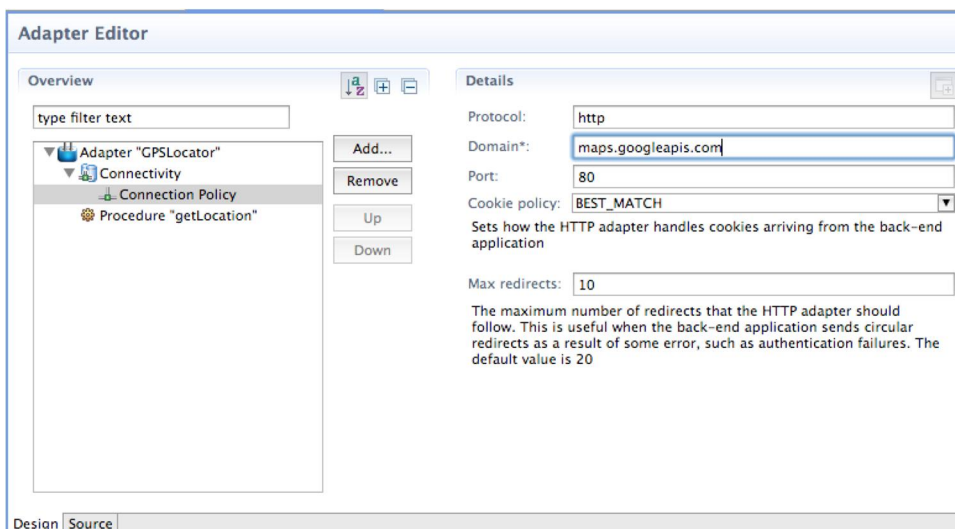 Adapter Editor
Overview
type filter text
Adapter "GPSLocator"
Connectivity
Connection Policy
Procedure "getLocation"
Add...
Remove
Up
Down
Details
Protocol: http
Domain*: maps.googleapis.com
Port: 80
Cookie policy: BEST_MATCH
Sets how the HTTP adapter handles cookies arriving from the back-end
application
Max redirects: 10
The maximum number of redirects that the HTTP adapter should
follow. This is useful when the back-end application sends circular
redirects as a result of some error, such as authentication failures. The
default value is 20
Design Source